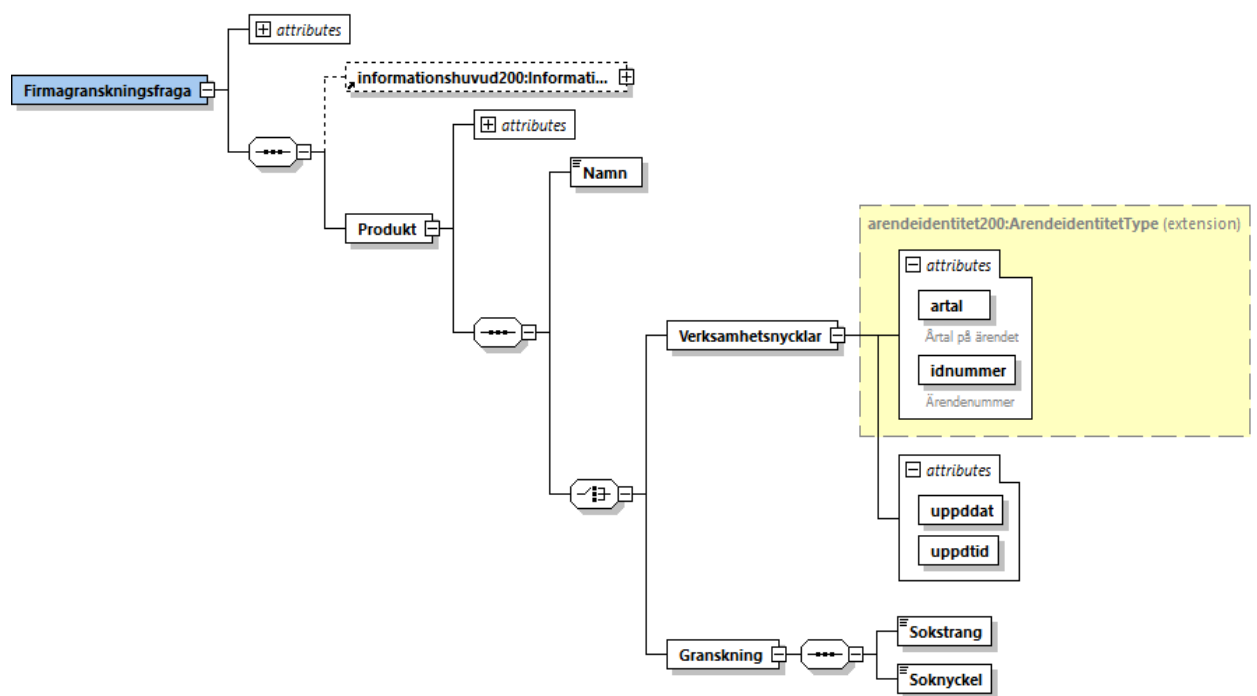 attributes
Firmagranskningsfraga
informationshuvud200:Informati...
attributes
Namn
Produkt
arendeidentitet200:ArendeidentitetType (extension)
attributes
artal
Årtal på ärendet
Verksamhetsnycklar
idnummer
Ärendenummer
attributes
uppddat
uppdtid
Granskning
Sokstrang
Soknyckel